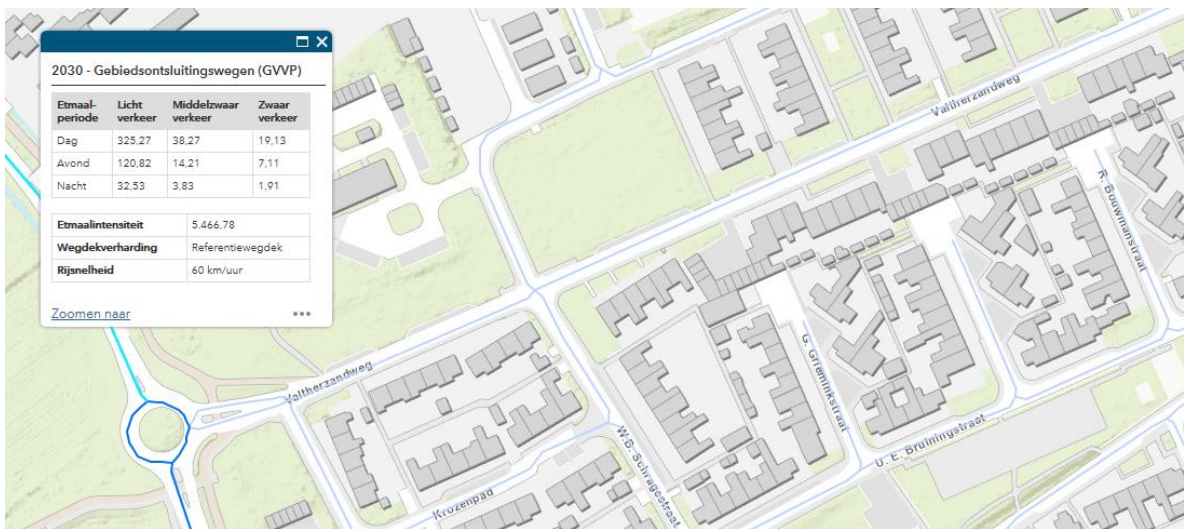 2030 - Gebiedsontsluitingswegen (GVVP)
Etmaal-periode Licht verkeer Middelzwaar verkeer Zwaar verkeer
Dag 325,27 38,27 19,13
Avond 120,82 14,21 7,11
Nacht 32,53 3,83 1,91
Etmaalintensiteit 5.466,78
Wegdekverharding Referentiewegdek
Rijsnelheid 60 km/uur
Zoomen naar
Valtherzandweg
R. Bouwmanstraat
Valtherzandweg
G. Grieminkstraat
W.B. Schragestraat
U. E. Bruiningstraat
Krozenpad